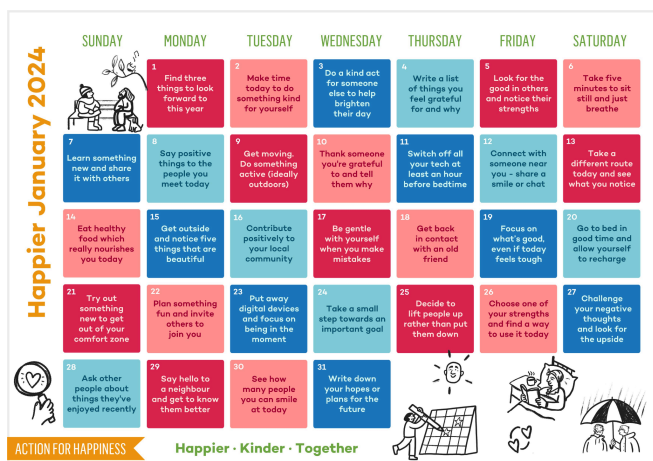 Happier January 2024
SUNDAY MONDAY TUESDAY WEDNESDAY THURSDAY FRIDAY SATURDAY
1
Find three
things to look
forward to
this year
2
Make time
today to do
something kind
for yourself
3
Do a kind act
for someone
else to help
brighten
their day
4
Write a list
of things you
feel grateful
for and why
5
Look for the
good in others
and notice their
strengths
6
Take five
minutes to sit
still and just
breathe
7
Learn something
new and share
it with others
8
Say positive
things to the
people you
meet today
9
Get moving.
Do something
active (ideally
outdoors)
10
Thank someone
you're grateful
to and tell
them why
11
Switch off all
your tech at
least an hour
before bedtime
12
Connect with
someone near
you - share a
smile or chat
13
Take a
different route
today and see
what you notice
14
Eat healthy
food which
really nourishes
you today
15
Get outside
and notice five
things that are
beautiful
16
Contribute
positively to
your local
community
17
Be gentle
with yourself
when you make
mistakes
18
Get back
in contact
with an old
friend
19
Focus on
what's good,
even if today
feels tough
20
Go to bed in
good time and
allow yourself
to recharge
21
Try out
something
new to get
out of your
comfort zone
22
Plan something
fun and invite
others to
join you
23
Put away
digital devices
and focus on
being in the
moment
24
Take a small
step towards an
important goal
25
Decide to
lift people up
rather than put
them down
26
Choose one of
your strengths
and find a way
to use it today
27
Challenge
your negative
thoughts
and look for
the upside
28
Ask other
people about
things they've
enjoyed recently
29
Say hello to
a neighbour
and get to know
them better
30
See how
many people
you can smile
at today
31
Write down
your hopes or
plans for the
future
ACTION FOR HAPPINESS
Happier · Kinder · Together